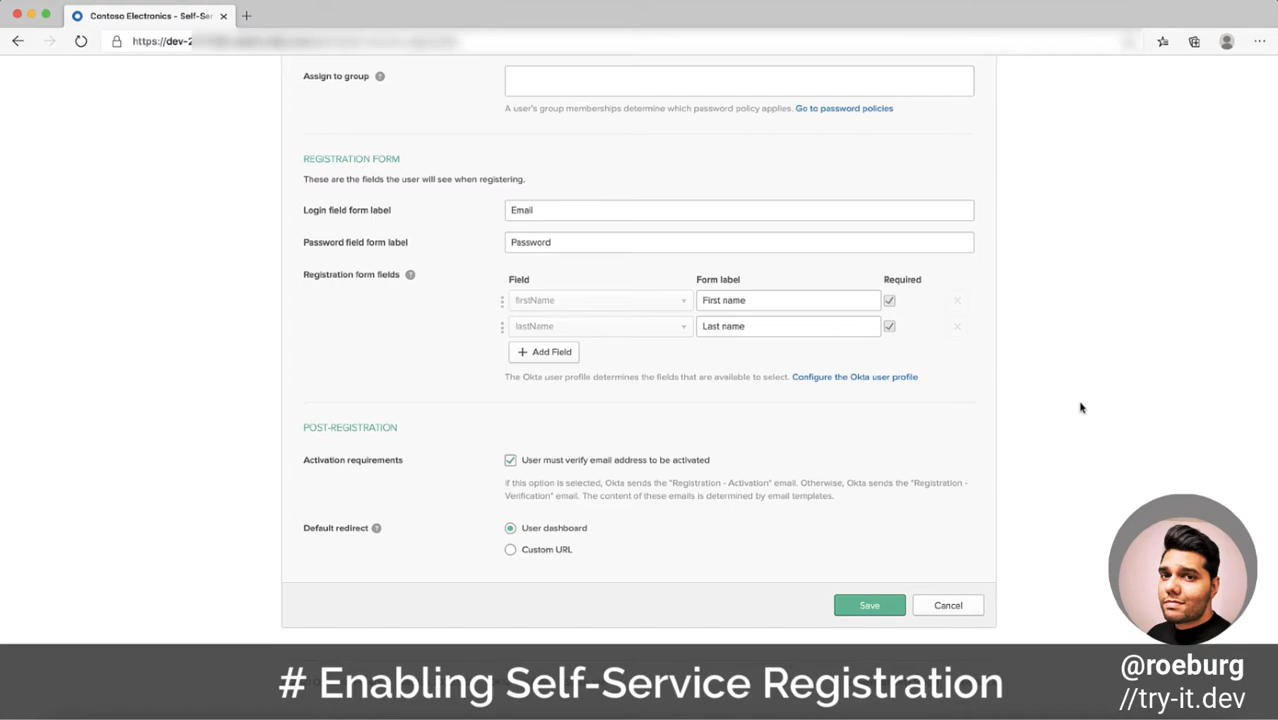 Contoso Electronics - Self-Ser
https://dev-2
Assign to group
A user's group memberships determine which password policy applies. Go to password policies
REGISTRATION FORM
These are the fields the user will see when registering.
Login field form label
Email
Password field form label
Password
Registration form fields
Field Form label Required
firstName First name
lastName Last name
+ Add Field
The Okta user profile determines the fields that are available to select. Configure the Okta user profile
POST-REGISTRATION
Activation requirements
User must verify email address to be activated
If this option is selected, Okta sends the "Registration - Activation" email. Otherwise, Okta sends the "Registration -
Verification" email. The content of these emails is determined by email templates.
Default redirect
User dashboard
Custom URL
Save Cancel
# Enabling Self-Service Registration
@roeburg
//try-it.dev